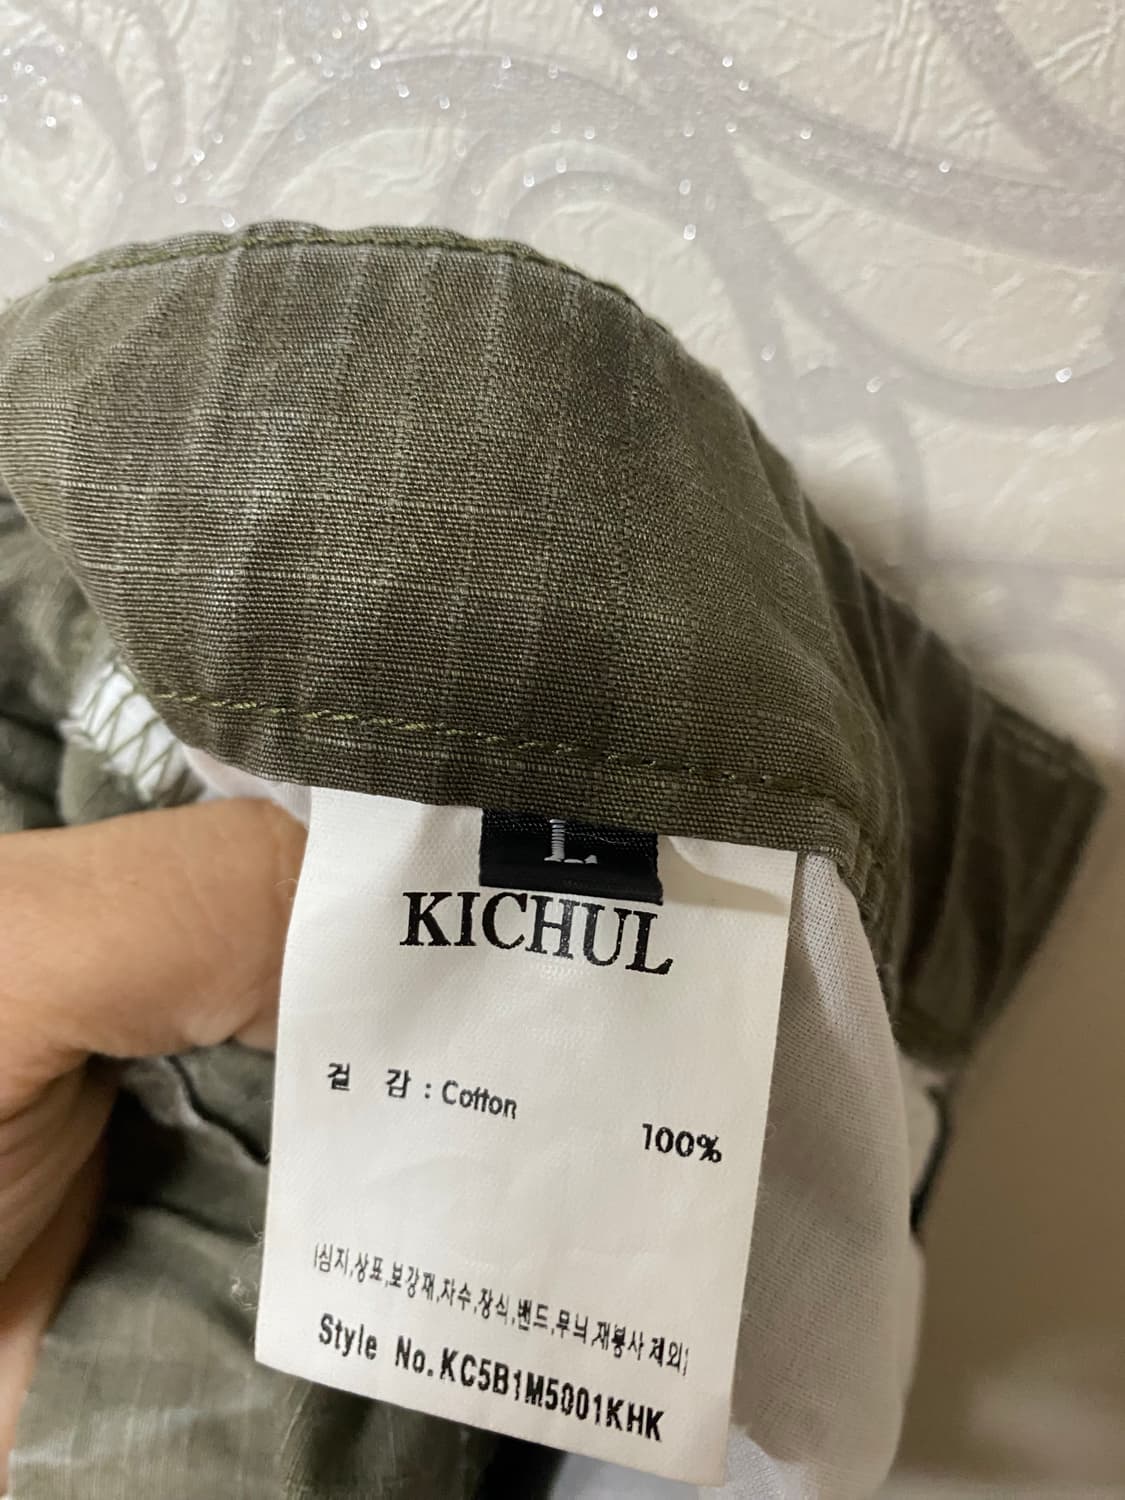 L
KICHUL
겉 감 : Cotton
100%
(심지,상표,보강재,자수,장식,밴드,무늬,재봉사 제외)
Style No.KC5B1M5001KHK